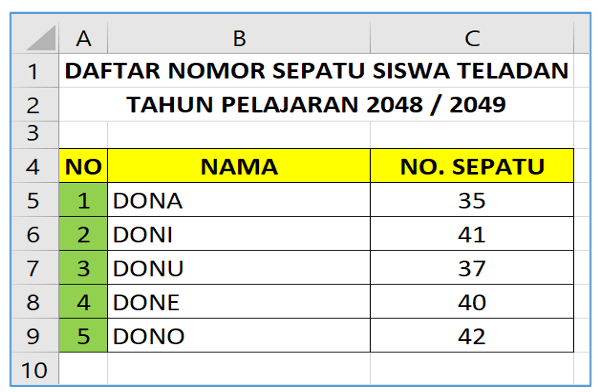 A B C
1 DAFTAR NOMOR SEPATU SISWA TELADAN
2 TAHUN PELAJARAN 2048 / 2049
3
4 NO NAMA NO. SEPATU
5 1 DONA 35
6 2 DONI 41
7 3 DONU 37
8 4 DONE 40
9 5 DONO 42
10